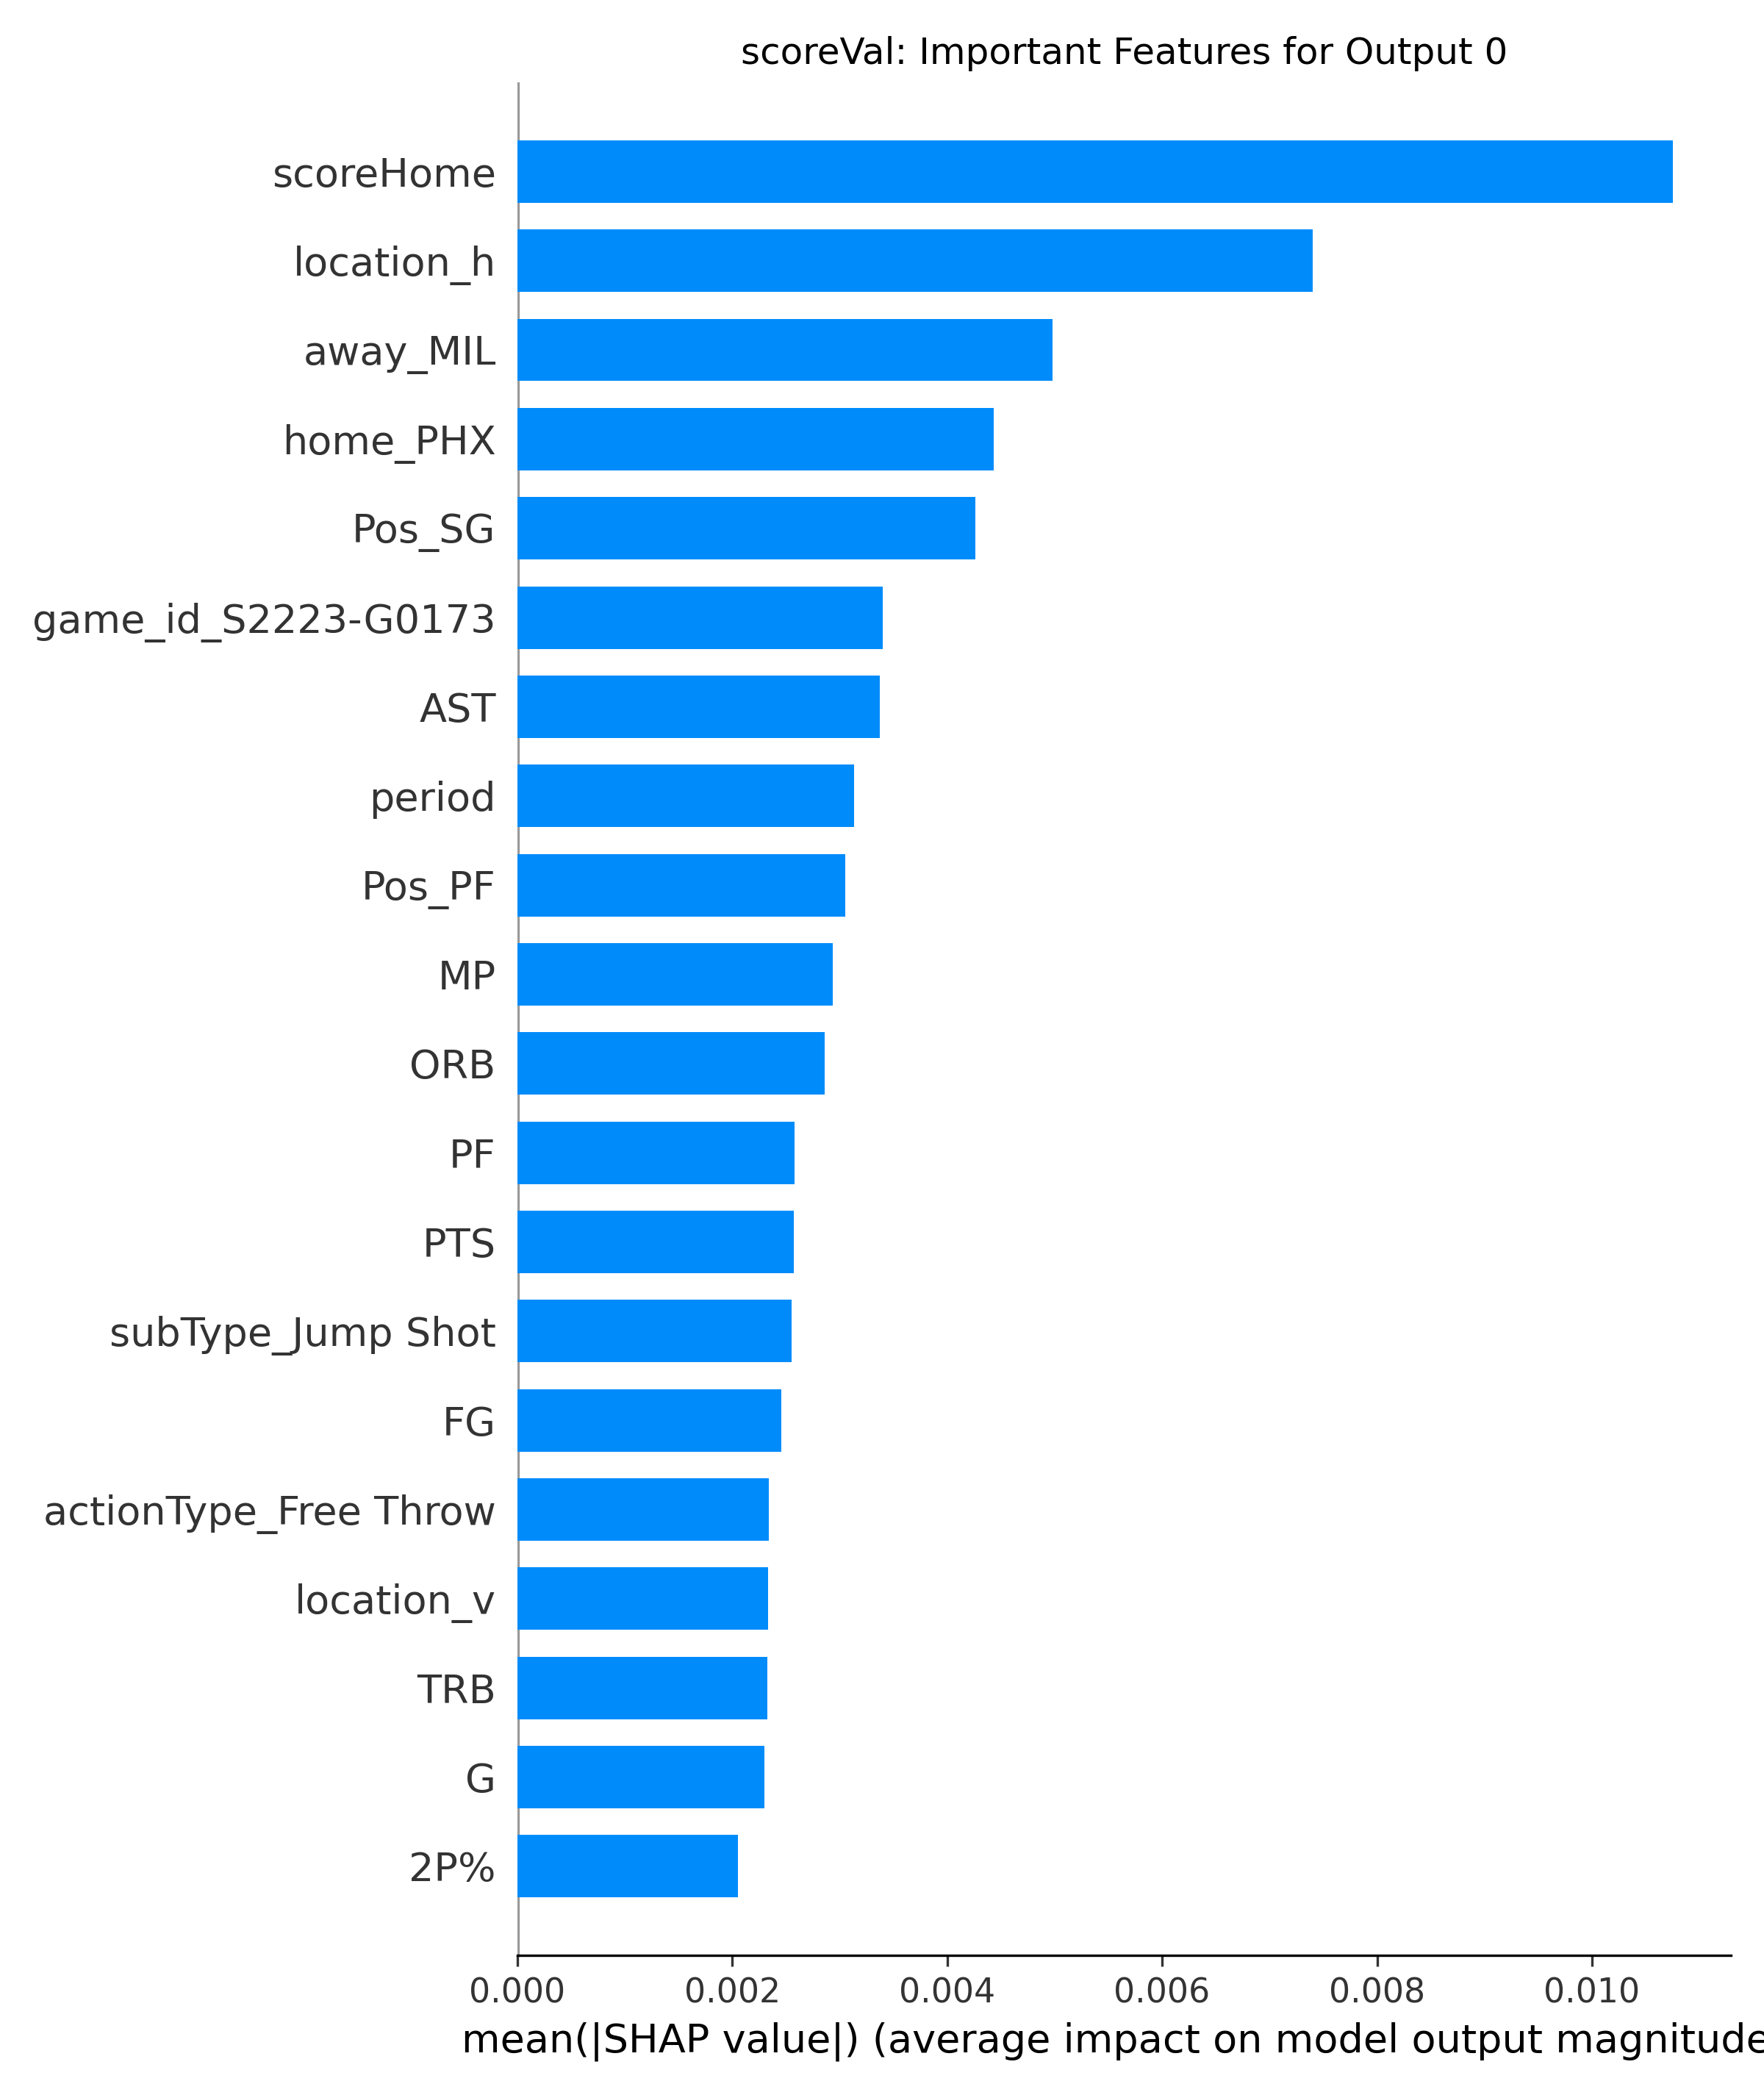 scoreVal: Important Features for Output 0
scoreHome
location_h
away_MIL
home_PHX
Pos_SG
game_id_S2223-G0173
AST
period
Pos_PF
MP
ORB
PF
PTS
subType_Jump Shot
FG
actionType_Free Throw
location_v
TRB
G
2P%
0.000 0.002 0.004 0.006 0.008 0.010
mean(|SHAP value|) (average impact on model output magnitude